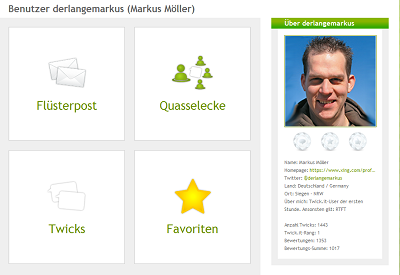 Benutzer derlangemarkus (Markus Möller)
Flüsterpost
Quasselecke
Twicks
Favoriten
Über derlangemarkus
Name: Markus Möller
Homepage: https://www.xing.com/prof...
Twitter: @derlangemarkus
Land: Deutschland / Germany
Ort: Siegen - NRW
Über mich: Twick.it-User der ersten
Stunde. Ansonsten gilt: RTFT
Anzahl Twicks: 1443
Twick.it-Rang: 1
Bewertungen: 1353
Bewertungs-Summe: 1017